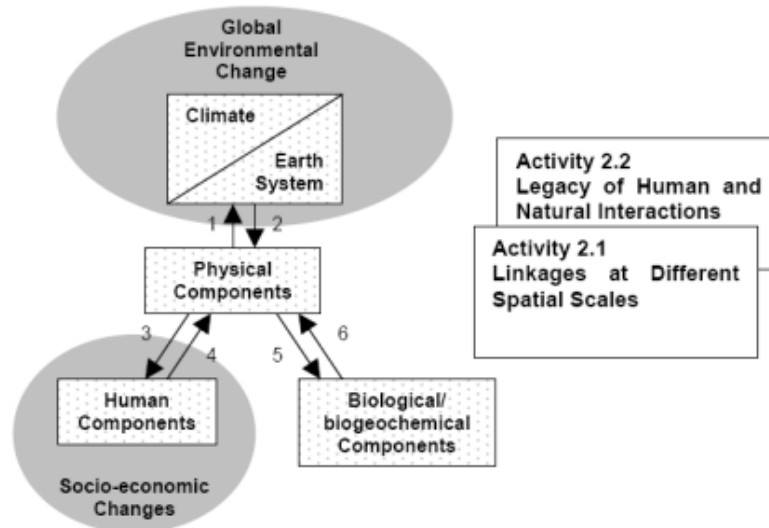 Global
Environmental
Change
Climate
Earth
System
1
2
Physical
Components
3
4
5
6
Human
Components
Biological/
biogeochemical
Components
Socio-economic
Changes
Activity 2.2
Legacy of Human and
Natural Interactions
Activity 2.1
Linkages at Different
Spatial Scales